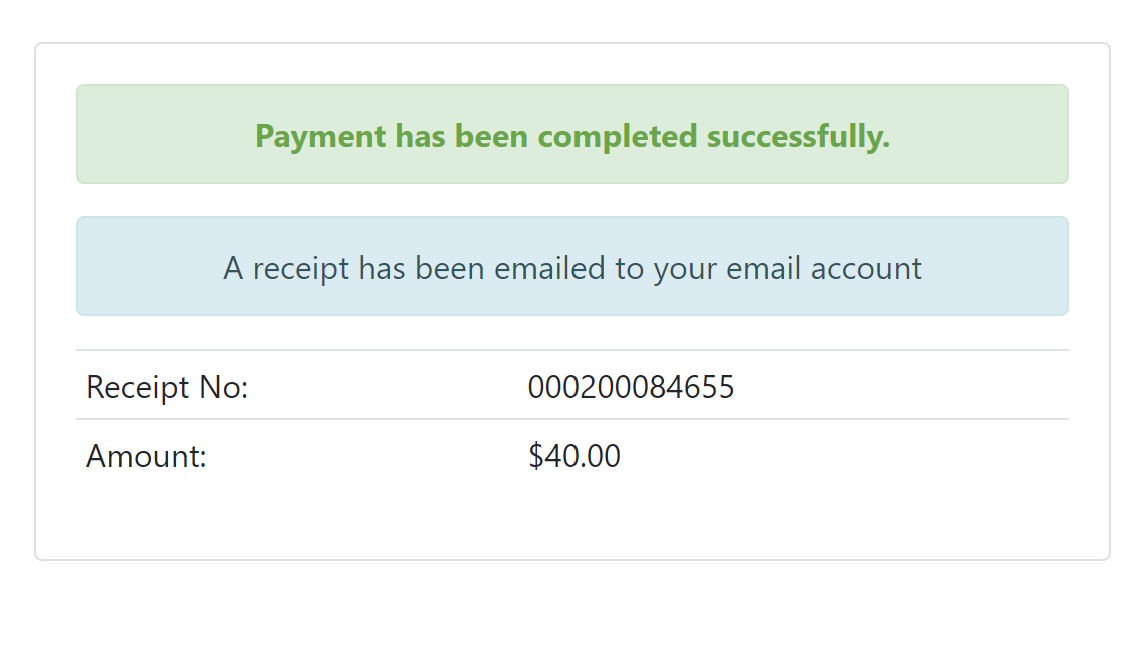 Payment has been completed successfully.
A receipt has been emailed to your email account
Receipt No: 000200084655
Amount: $40.00